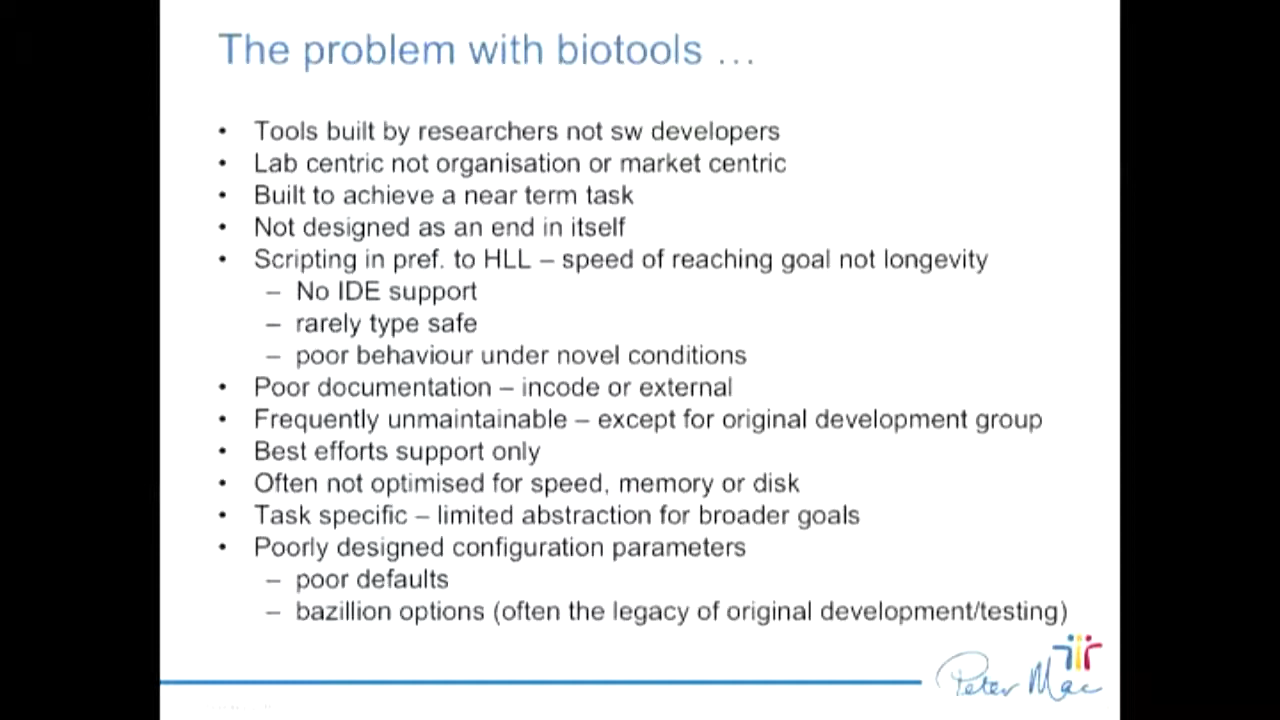 The problem with biotools ...
• Tools built by researchers not sw developers
• Lab centric not organisation or market centric
• Built to achieve a near term task
• Not designed as an end in itself
• Scripting in pref. to HLL – speed of reaching goal not longevity
– No IDE support
– rarely type safe
– poor behaviour under novel conditions
• Poor documentation – incode or external
• Frequently unmaintainable – except for original development group
• Best efforts support only
• Often not optimised for speed, memory or disk
• Task specific – limited abstraction for broader goals
• Poorly designed configuration parameters
– poor defaults
– bazillion options (often the legacy of original development/testing)
Peter Mac